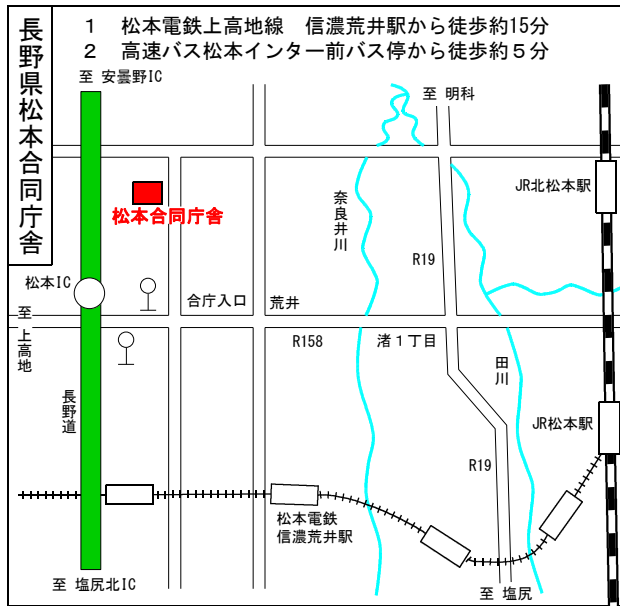 長野県松本合同庁舎
1 松本電鉄上高地線 信濃荒井駅から徒歩約15分
2 高速バス松本インター前バス停から徒歩約５分
至 安曇野IC
至 明科
JR北松本駅
松本合同庁舎
奈良井川
R19
松本IC
合庁入口
荒井
至 上高地
R158
渚１丁目
田川
長野道
JR松本駅
R19
松本電鉄
信濃荒井駅
至 塩尻北IC
至 塩尻